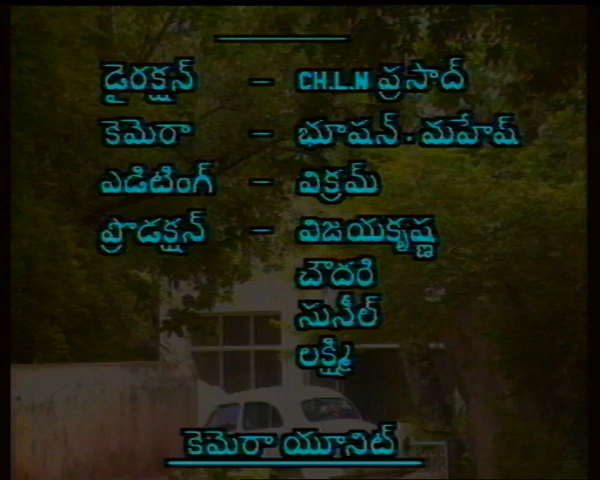 డైరక్షన్ - CH.L.N ప్రసాద్
కెమెరా - భూషన్.మహేష్
ఎడిటింగ్ - విక్రమ్
ప్రొడక్షన్ - విజయకృష్ణ
చౌదరి
సునీల్
లక్ష్మి
కెమెరా యూనిట్